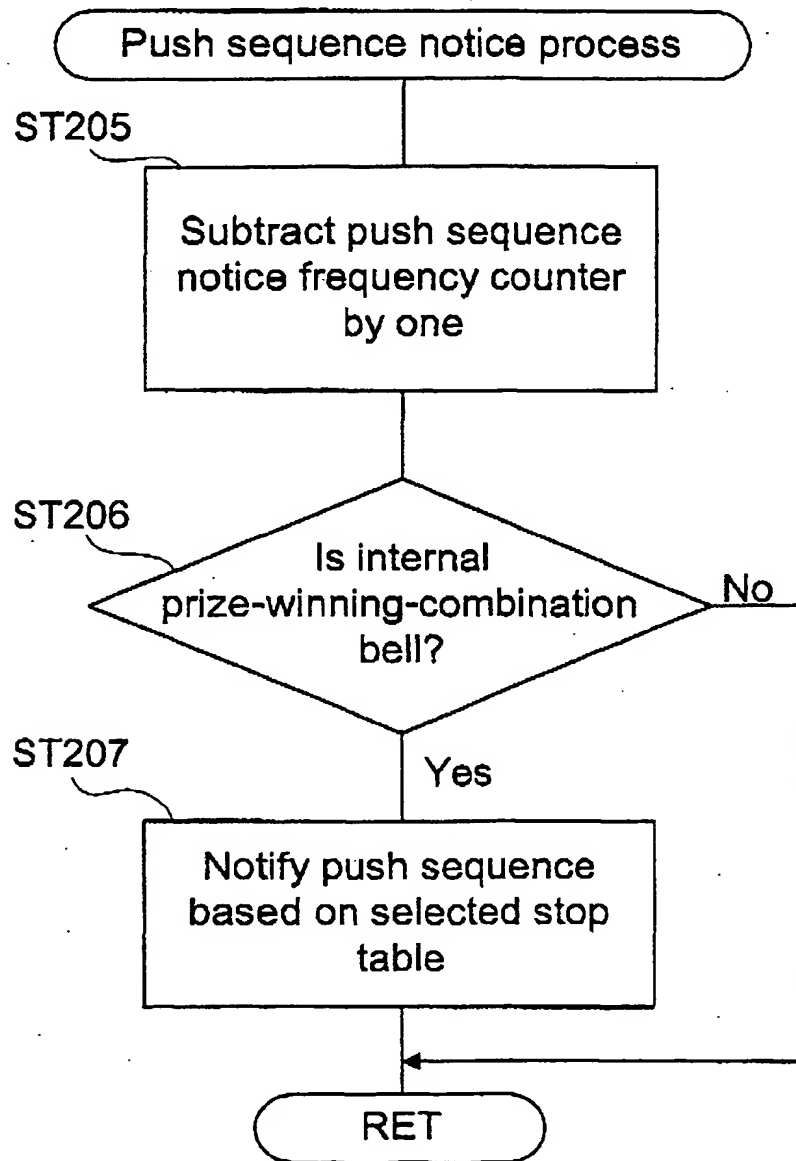 Push sequence notice process
ST205
Subtract push sequence
notice frequency counter
by one
ST206
Is internal
prize-winning-combination
bell?
No
Yes
ST207
Notify push sequence
based on selected stop
table
RET